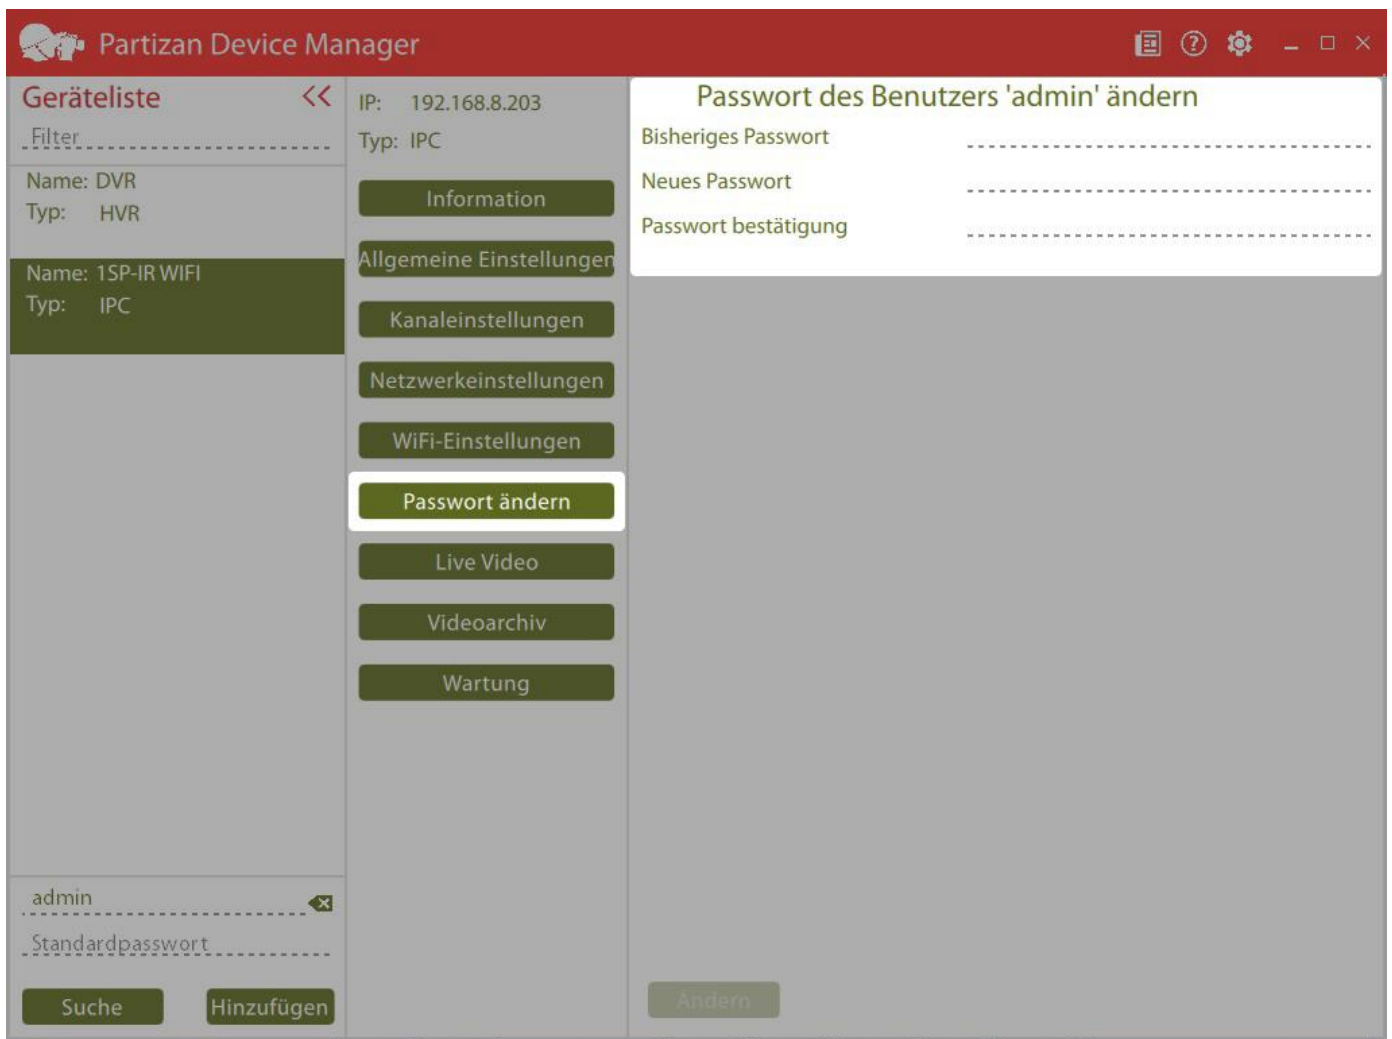 Partizan Device Manager
Geräteliste <<
Filter
Name: DVR
Typ: HVR
Name: 1SP-IR WIFI
Typ: IPC
admin
Standardpasswort
Suche
Hinzufügen
IP: 192.168.8.203
Typ: IPC
Information
Allgemeine Einstellungen
Kanaleinstellungen
Netzwerkeinstellungen
WiFi-Einstellungen
Passwort ändern
Live Video
Videoarchiv
Wartung
Passwort des Benutzers 'admin' ändern
Bisheriges Passwort
Neues Passwort
Passwort bestätigung
Ändern